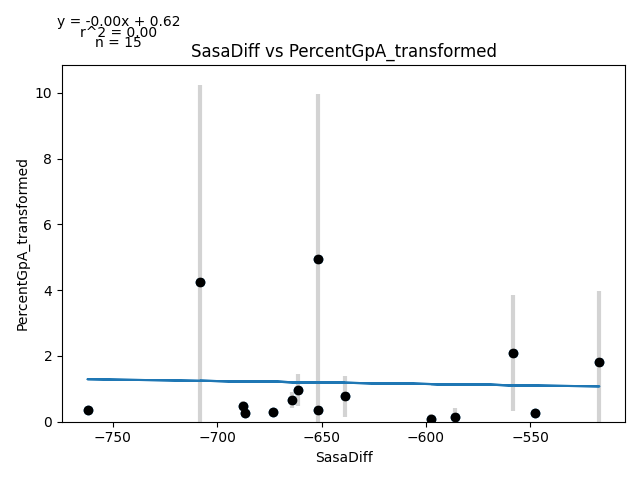 y = -0.00x + 0.62
r^2 = 0.00
n = 15
SasaDiff vs PercentGpA_transformed
10
8
6
4
2
0
PercentGpA_transformed
−750
−700
−650
−600
−550
SasaDiff